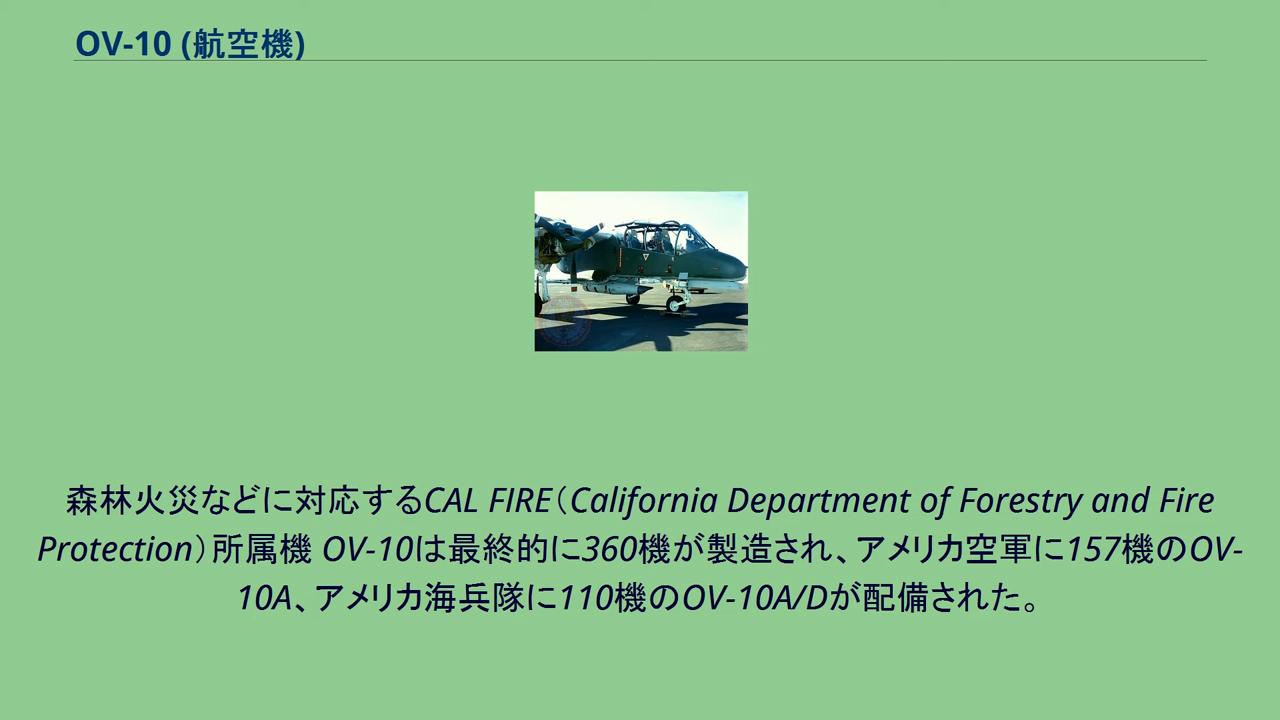 OV-10 (航空機)
森林火災などに対応するCAL FIRE（California Department of Forestry and Fire
Protection）所属機 OV-10は最終的に360機が製造され、アメリカ空軍に157機のOV-
10A、アメリカ海兵隊に110機のOV-10A/Dが配備された。